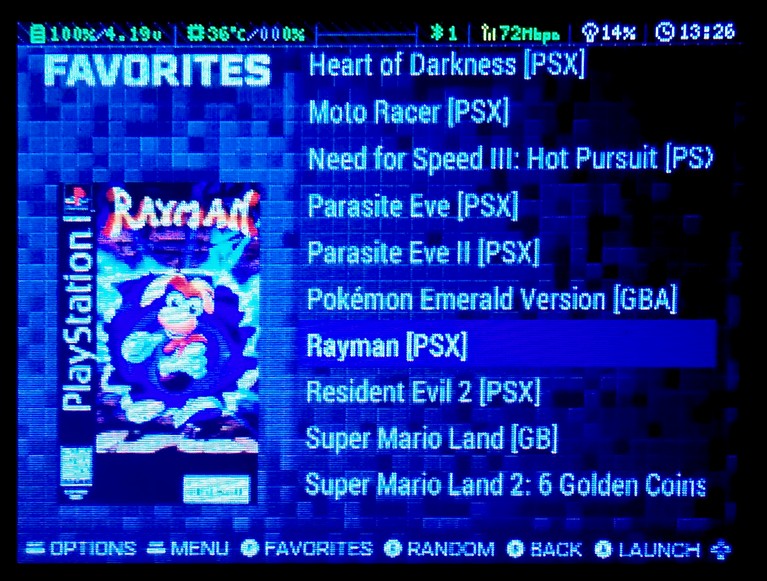 100%/4.19v 36°C/000% 1 72Mbps 14% 13:26
FAVORITES
Heart of Darkness [PSX]
Moto Racer [PSX]
Need for Speed III: Hot Pursuit [PS
Parasite Eve [PSX]
Parasite Eve II [PSX]
Pokémon Emerald Version [GBA]
Rayman [PSX]
Resident Evil 2 [PSX]
Super Mario Land [GB]
Super Mario Land 2: 6 Golden Coins
PlayStation
RAYMAN
OPTIONS MENU FAVORITES RANDOM BACK LAUNCH